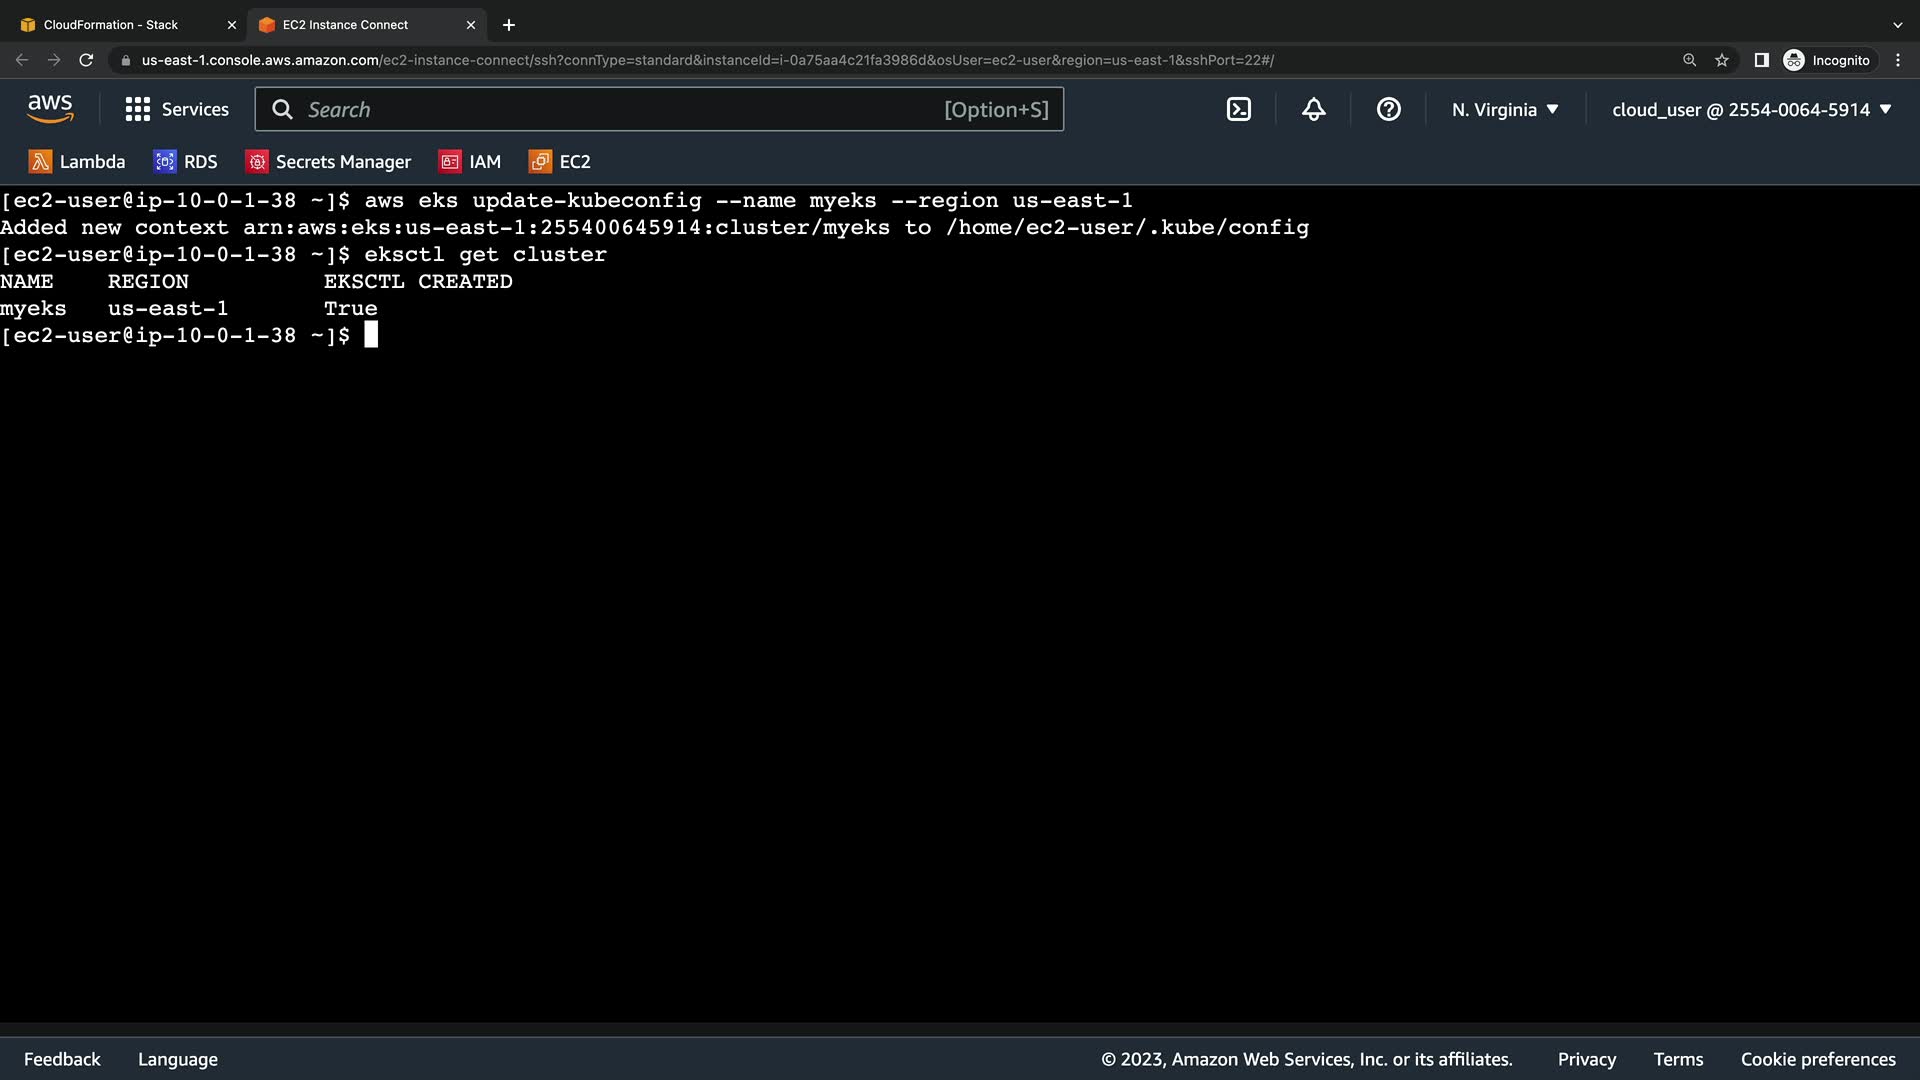 CloudFormation - Stack
EC2 Instance Connect
us-east-1.console.aws.amazon.com/ec2-instance-connect/ssh?connType=standard&instanceId=i-0a75aa4c21fa3986d&osUser=ec2-user&region=us-east-1&sshPort=22#/
Incognito
aws
Services
Search
[Option+S]
N. Virginia
cloud_user @ 2554-0064-5914
Lambda
RDS
Secrets Manager
IAM
EC2
[ec2-user@ip-10-0-1-38 ~]$ aws eks update-kubeconfig --name myeks --region us-east-1
Added new context arn:aws:eks:us-east-1:255400645914:cluster/myeks to /home/ec2-user/.kube/config
[ec2-user@ip-10-0-1-38 ~]$ eksctl get cluster
NAME REGION EKSCTL CREATED
myeks us-east-1 True
[ec2-user@ip-10-0-1-38 ~]$
Feedback
Language
© 2023, Amazon Web Services, Inc. or its affiliates.
Privacy
Terms
Cookie preferences